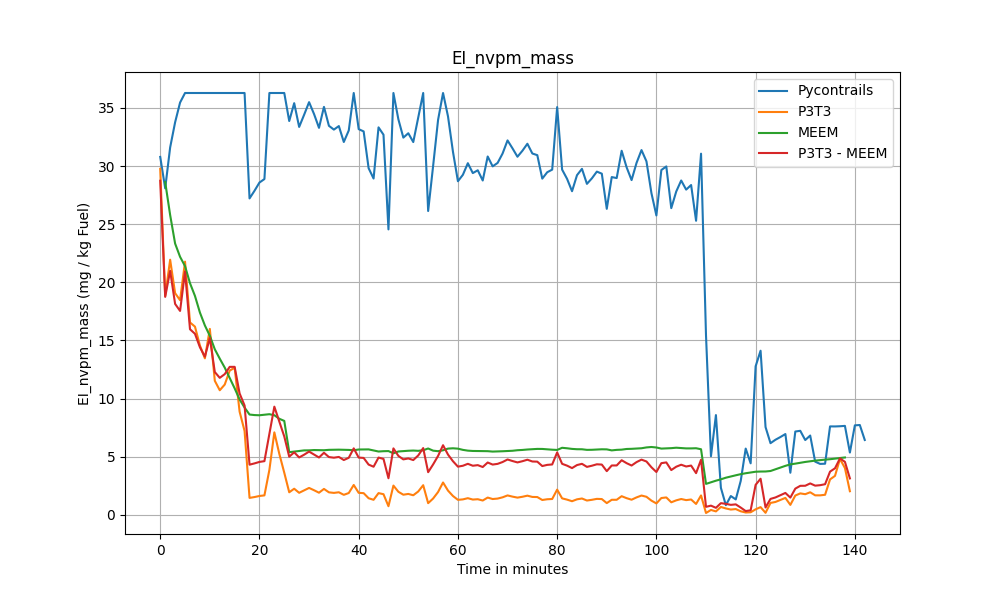 EI_nvpm_mass
Pycontrails
P3T3
MEEM
P3T3 - MEEM
EI_nvpm_mass (mg / kg Fuel)
35
30
25
20
15
10
5
0
0 20 40 60 80 100 120 140
Time in minutes